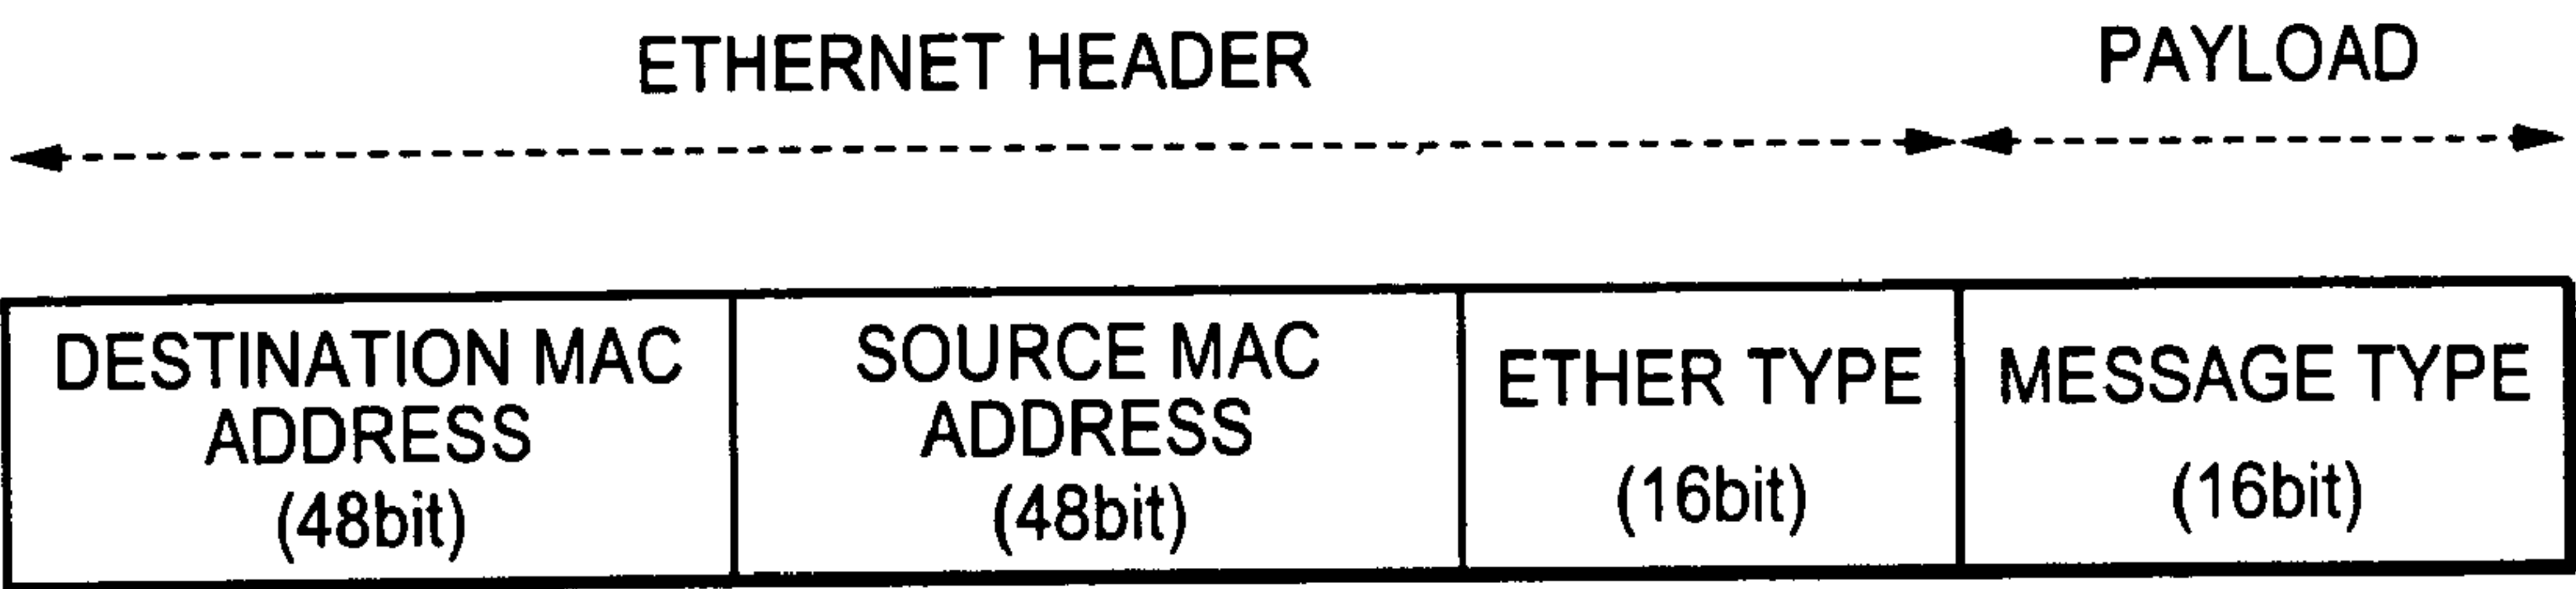 ETHERNET HEADER
PAYLOAD
DESTINATION MAC
ADDRESS
(48bit)
SOURCE MAC
ADDRESS
(48bit)
ETHER TYPE
(16bit)
MESSAGE TYPE
(16bit)